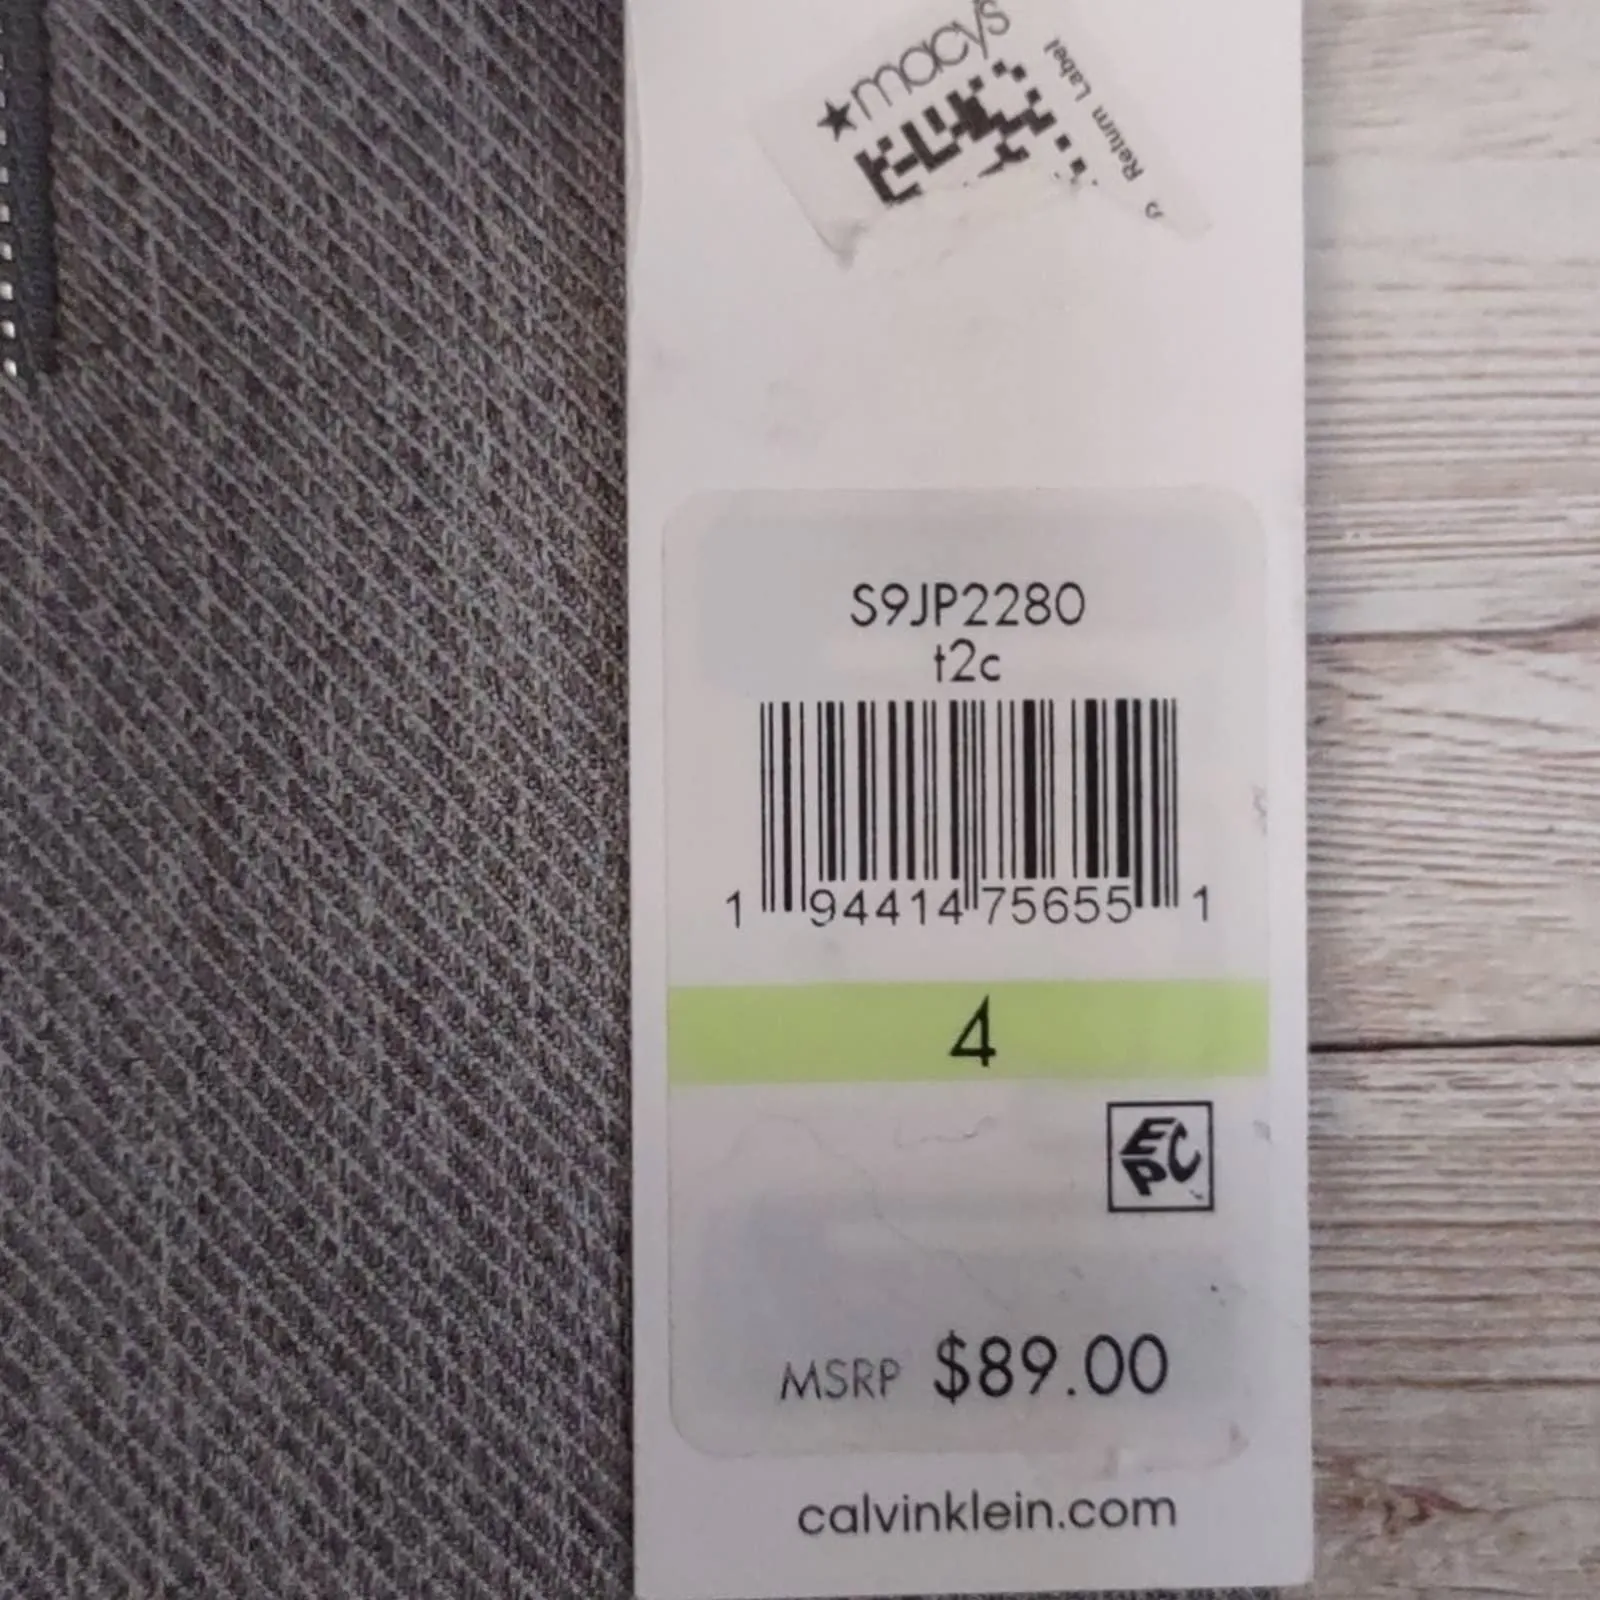 ★macys
Return Label
S9JP2280
t2c
1 94414 75655 1
4
EPC
MSRP $89.00
calvinklein.com